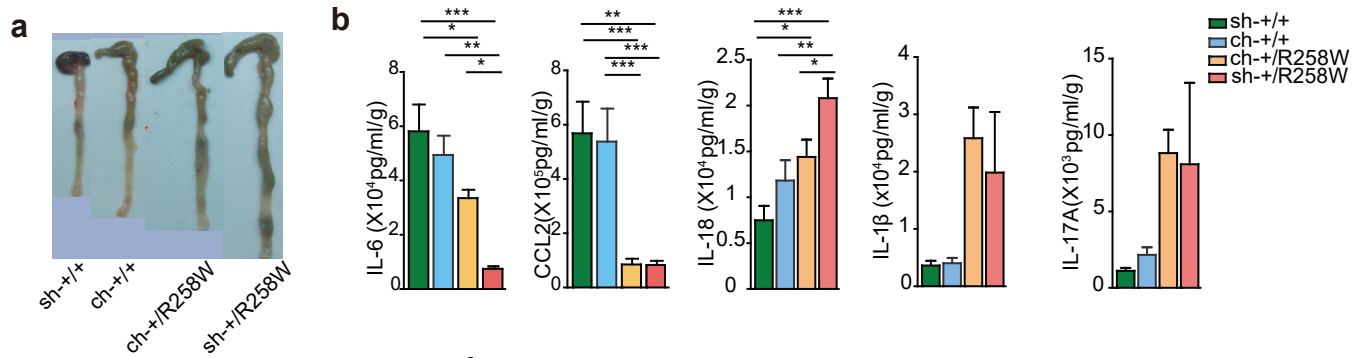 a
sh-+/+
ch-+/+
ch-+/R258W
sh-+/R258W
b
***
*
**
*
IL-6 (X10⁴pg/ml/g)
8
6
4
2
0
**
***
***
***
CCL2(X10⁵pg/ml/g)
8
6
4
2
0
***
*
**
*
IL-18 (X10⁴pg/ml/g)
2.5
2
1.5
1
0.5
0
IL-1β (x10⁴pg/ml/g)
4
3
2
1
0
IL-17A(X10³pg/ml/g)
15
10
5
0
sh-+/+
ch-+/+
ch-+/R258W
sh-+/R258W